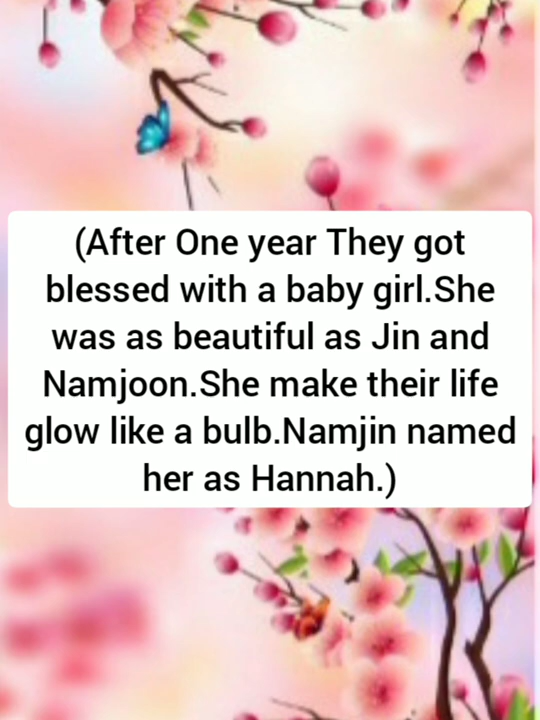 (After One year They got
blessed with a baby girl.She
was as beautiful as Jin and
Namjoon.She make their life
glow like a bulb.Namjin named
her as Hannah.)